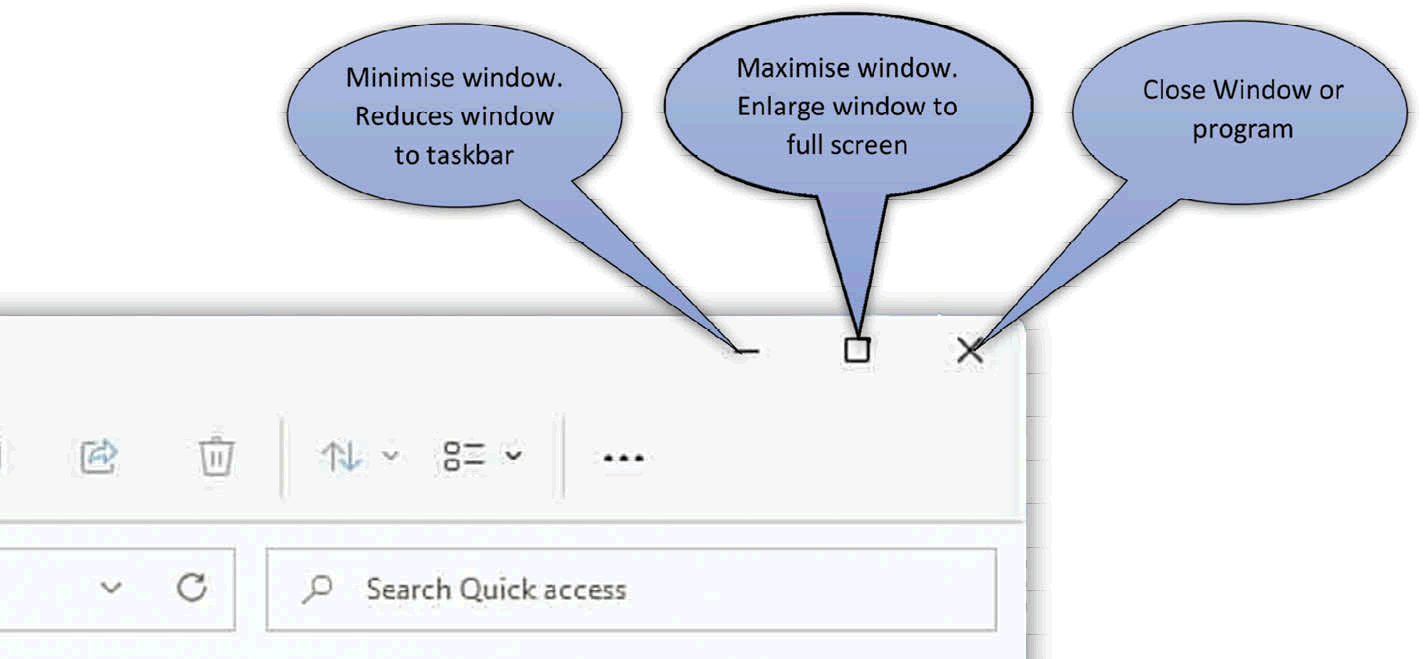 Minimise window.
Reduces window
to taskbar
Maximise window.
Enlarge window to
full screen
Close Window or
program
Search Quick access